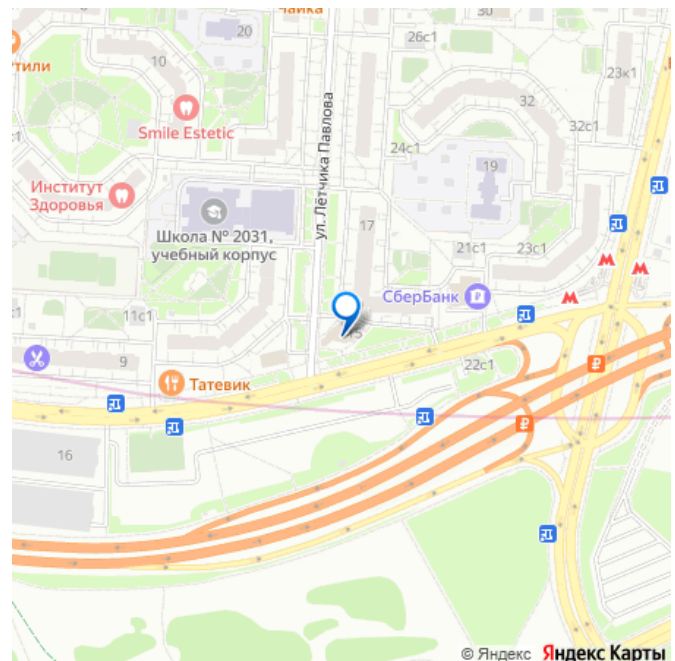 Чайка
30
20
26с1
10
утили
23к1
32
Smile Estetic
32с1
ул. Лётчика Павлова
24с1
19
Институт
Здоровья
17
Школа № 2031,
учебный корпус
21с1
23с1
СберБанк
11с1
15
9
Татевик
22с1
16
© Яндекс Яндекс Карты